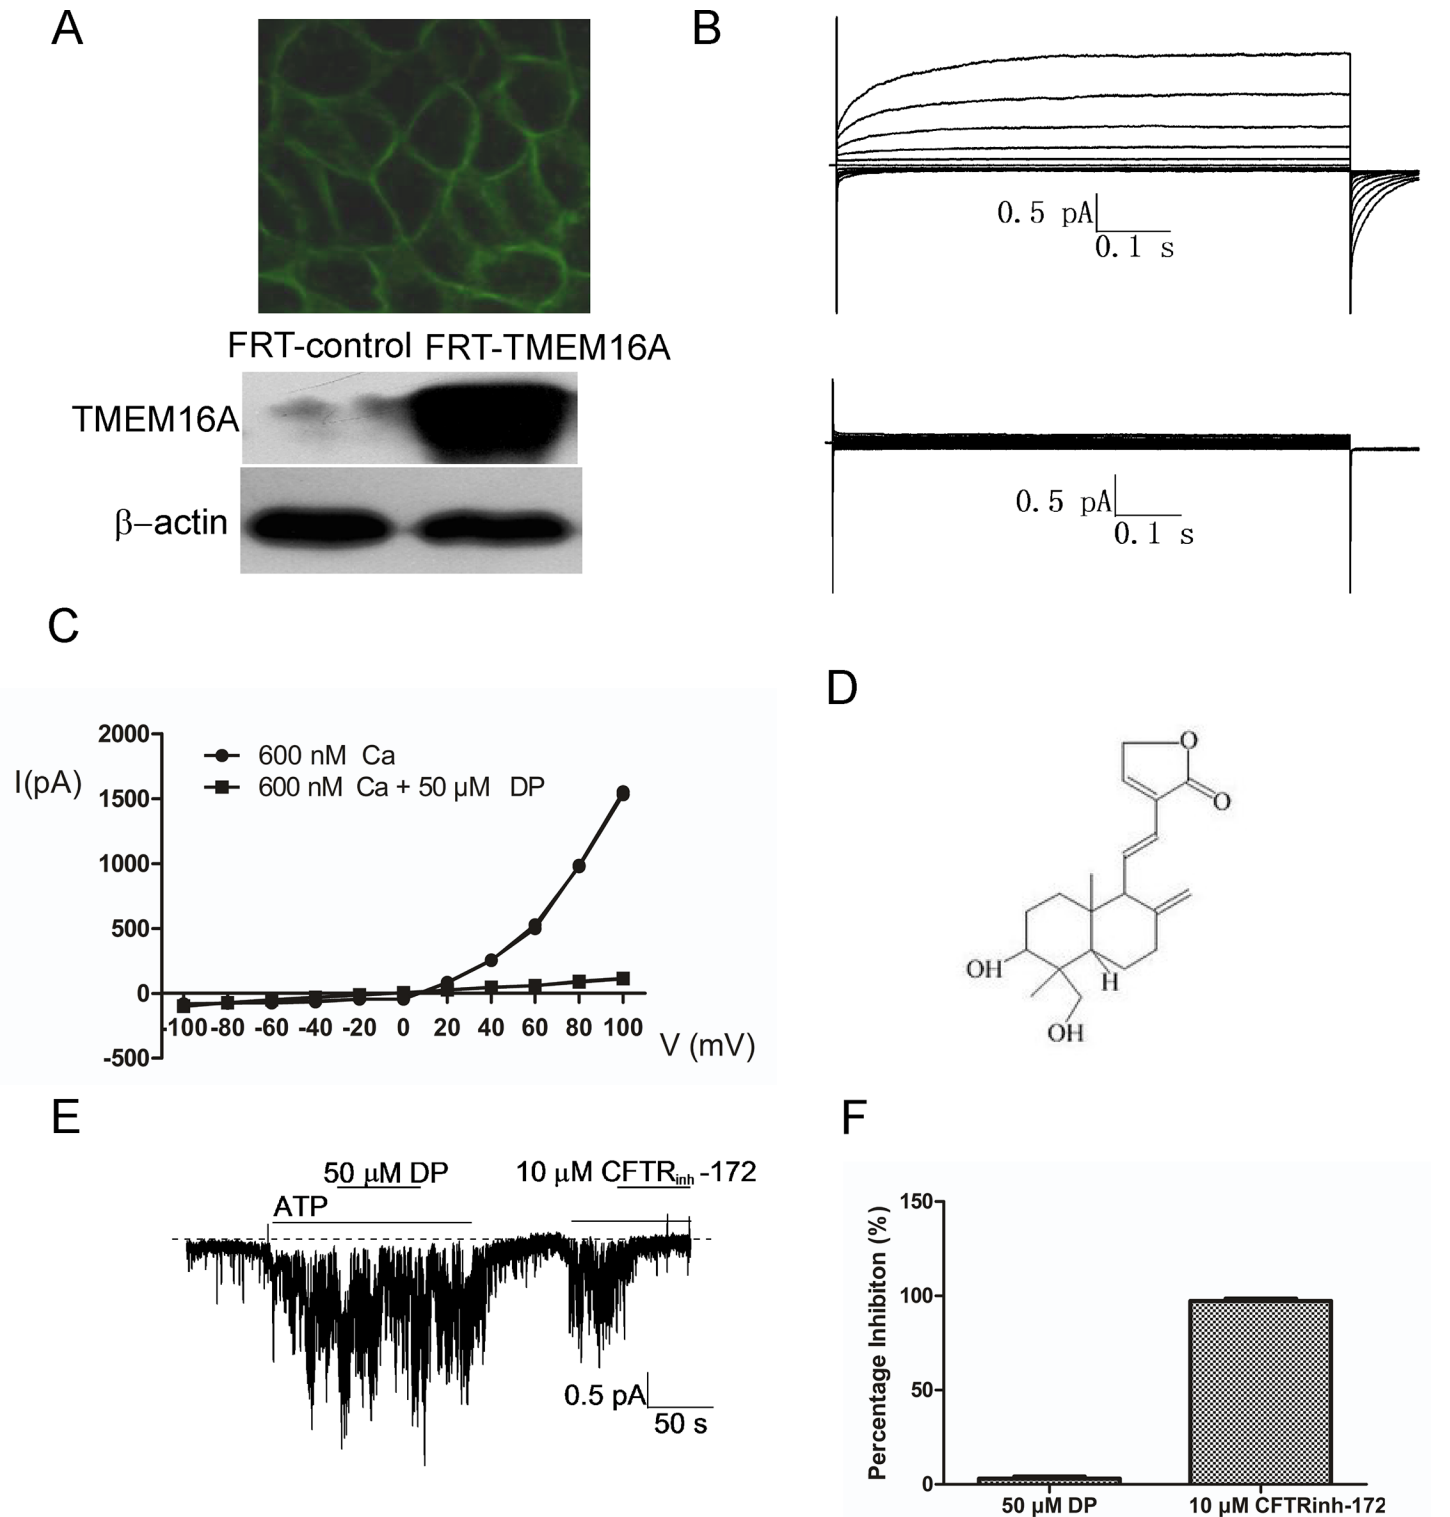 A
B
FRT-control FRT-TMEM16A
TMEM16A
β–actin
0.5 pA
0.1 s
0.5 pA
0.1 s
C
2000
1500
1000
500
0
-500
I(pA)
600 nM Ca
600 nM Ca + 50 µM DP
-100 -80 -60 -40 -20 0 20 40 60 80 100
V (mV)
D
O
O
OH
H
OH
E
50 µM DP
10 µM CFTRinh -172
ATP
0.5 pA
50 s
F
Percentage Inhibiton (%)
150
100
50
0
50 µM DP
10 µM CFTRinh-172